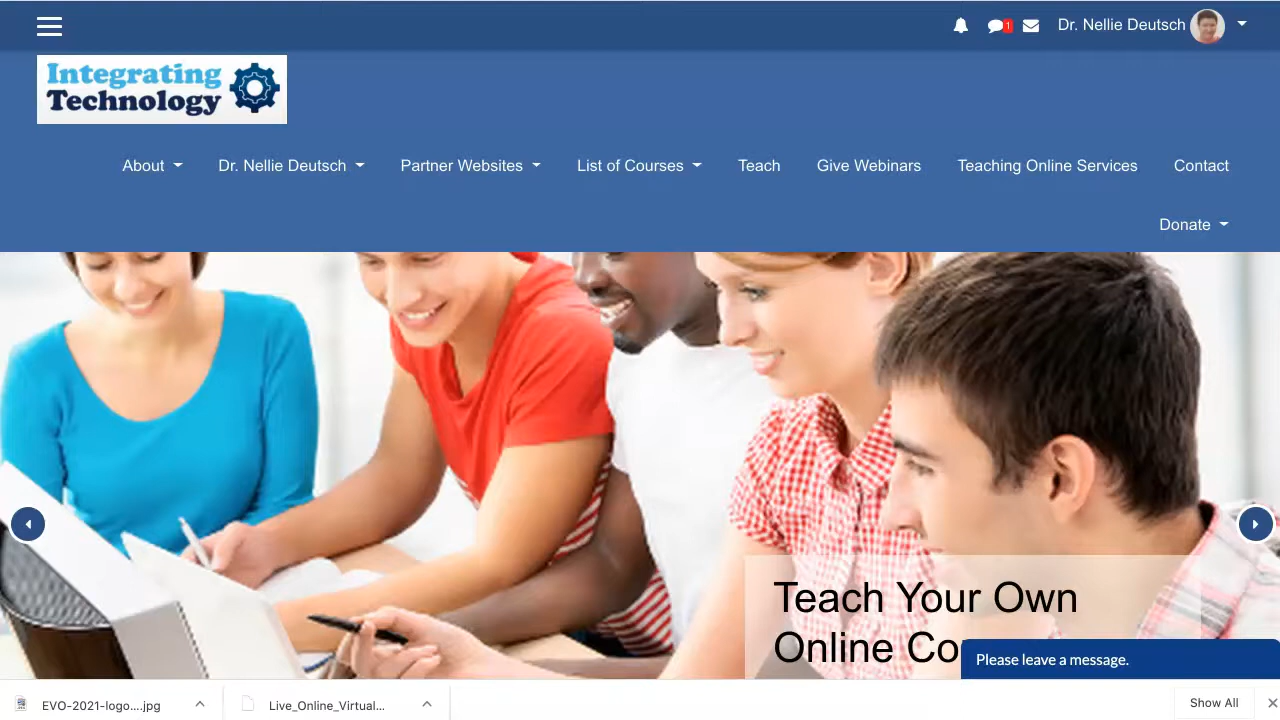 1
Dr. Nellie Deutsch
Integrating
Technology
About
Dr. Nellie Deutsch
Partner Websites
List of Courses
Teach
Give Webinars
Teaching Online Services
Contact
Donate
Teach Your Own
Online Co
Please leave a message.
EVO-2021-logo....jpg
Live_Online_Virtual...
Show All